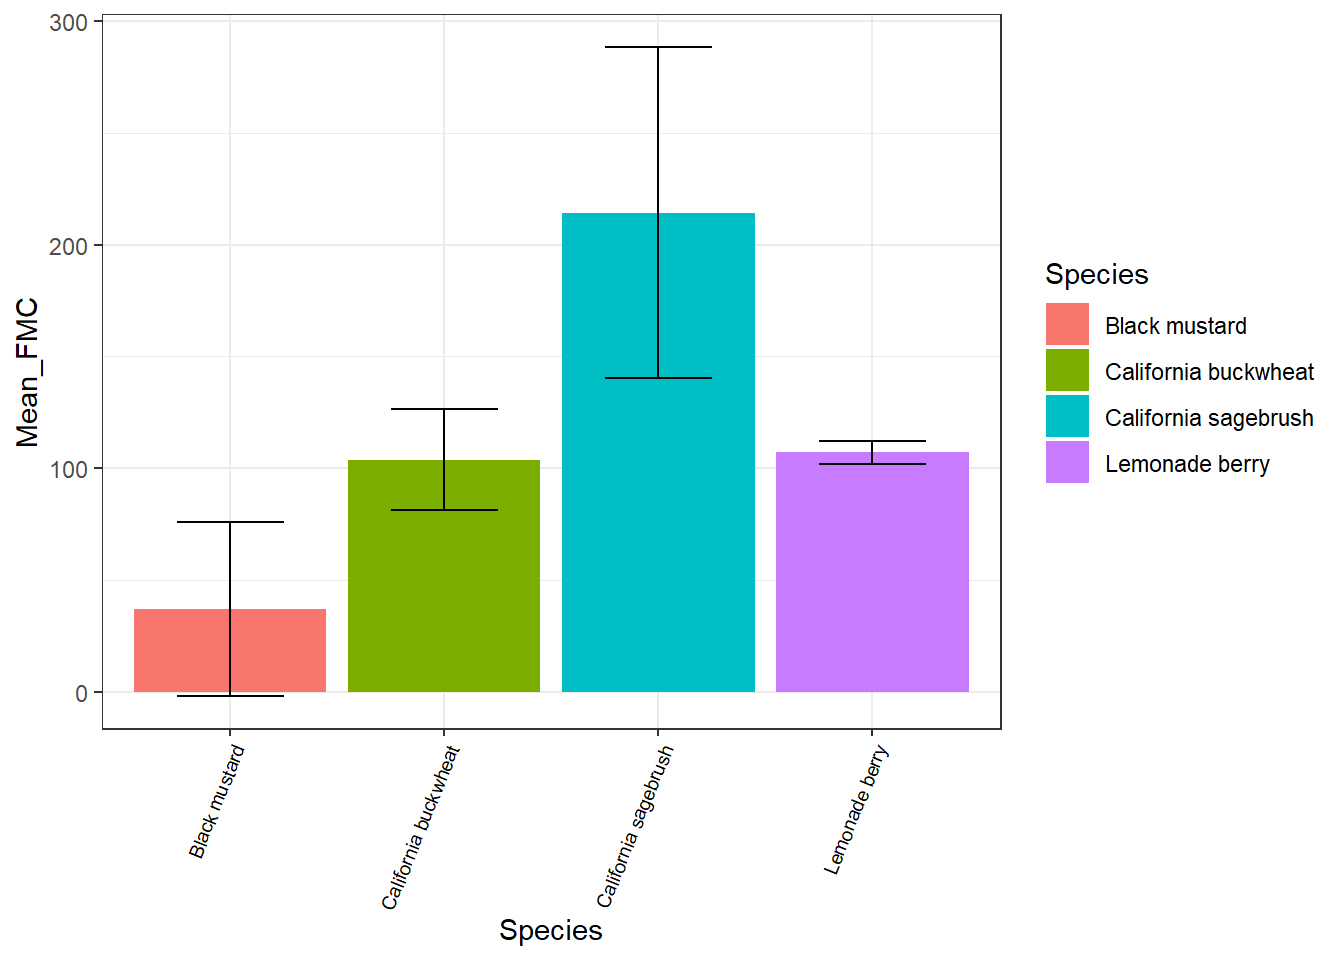 300
200
100
0
Mean_FMC
Black mustard
California buckwheat
California sagebrush
Lemonade berry
Species
Species
Black mustard
California buckwheat
California sagebrush
Lemonade berry